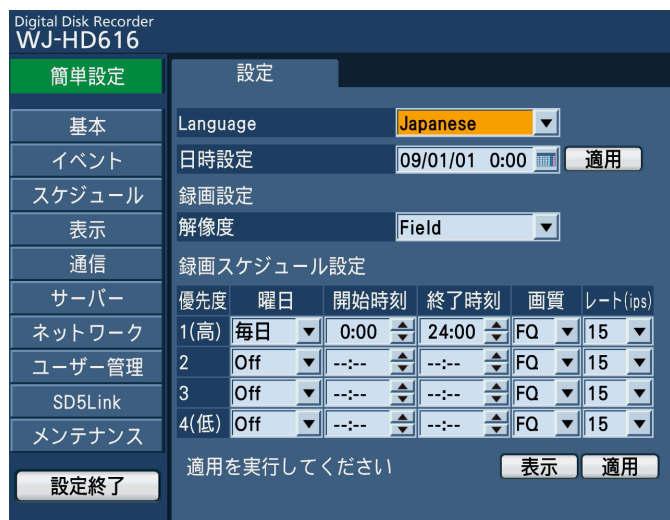 Digital Disk Recorder
WJ-HD616
簡単設定
設定
基本
イベント
スケジュール
表示
通信
サーバー
ネットワーク
ユーザー管理
SD5Link
メンテナンス
設定終了
Language Japanese
日時設定 09/01/01 0:00 適用
録画設定
解像度 Field
録画スケジュール設定
優先度 曜日 開始時刻 終了時刻 画質 レート(ips)
1(高) 毎日 0:00 24:00 FQ 15
2 Off --:-- --:-- FQ 15
3 Off --:-- --:-- FQ 15
4(低) Off --:-- --:-- FQ 15
適用を実行してください 表示 適用